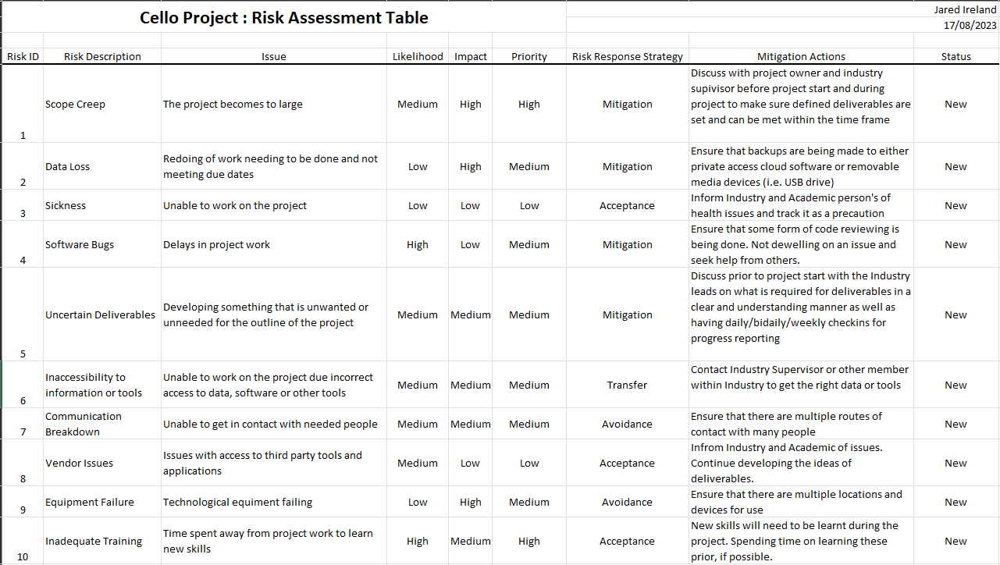 Cello Project : Risk Assessment Table
Jared Ireland
17/08/2023
Risk ID Risk Description Issue Likelihood Impact Priority Risk Response Strategy Mitigation Actions Status
1 Scope Creep The project becomes to large Medium High High Mitigation
Discuss with project owner and industry
supivisor before project start and during
project to make sure defined deliverables are
set and can be met within the time frame
New
2 Data Loss
Redoing of work needing to be done and not
meeting due dates
Low High Medium Mitigation
Ensure that backups are being made to either
private access cloud software or removable
media devices (i.e. USB drive)
New
3 Sickness Unable to work on the project Low Low Low Acceptance
Inform Industry and Academic person's of
health issues and track it as a precaution
New
4 Software Bugs Delays in project work High Low Medium Mitigation
Ensure that some form of code reviewing is
being done. Not dewelling on an issue and
seek help from others.
New
5 Uncertain Deliverables
Developing something that is unwanted or
unneeded for the outline of the project
Medium Medium Medium Mitigation
Discuss prior to project start with the Industry
leads on what is required for deliverables in a
clear and understanding manner as well as
having daily/bidaily/weekly checkins for
progress reporting
New
6 Inaccessibility to
information or tools
Unable to work on the project due incorrect
access to data, software or other tools
Medium Medium Medium Transfer
Contact Industry Supervisor or other member
within Industry to get the right data or tools
New
7 Communication
Breakdown
Unable to get in contact with needed people Medium Medium Medium Avoidance
Ensure that there are multiple routes of
contact with many people
New
8 Vendor Issues
Issues with access to third party tools and
applications
Medium Low Low Acceptance
Infrom Industry and Academic of issues.
Continue developing the ideas of
deliverables.
New
9 Equipment Failure Technological equiment failing Low High Medium Avoidance
Ensure that there are multiple locations and
devices for use
New
10 Inadequate Training
Time spent away from project work to learn
new skills
High Medium High Acceptance
New skills will need to be learnt during the
project. Spending time on learning these
prior, if possible.
New